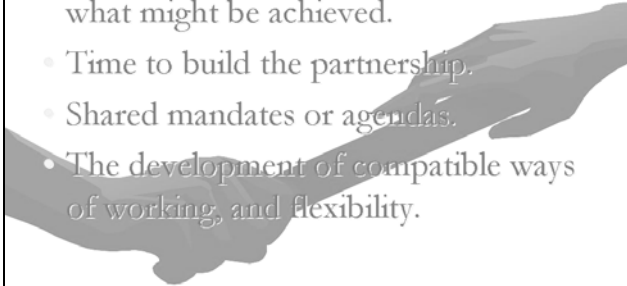 what might be achieved.
• Time to build the partnership.
• Shared mandates or agendas.
• The development of compatible ways
of working, and flexibility.